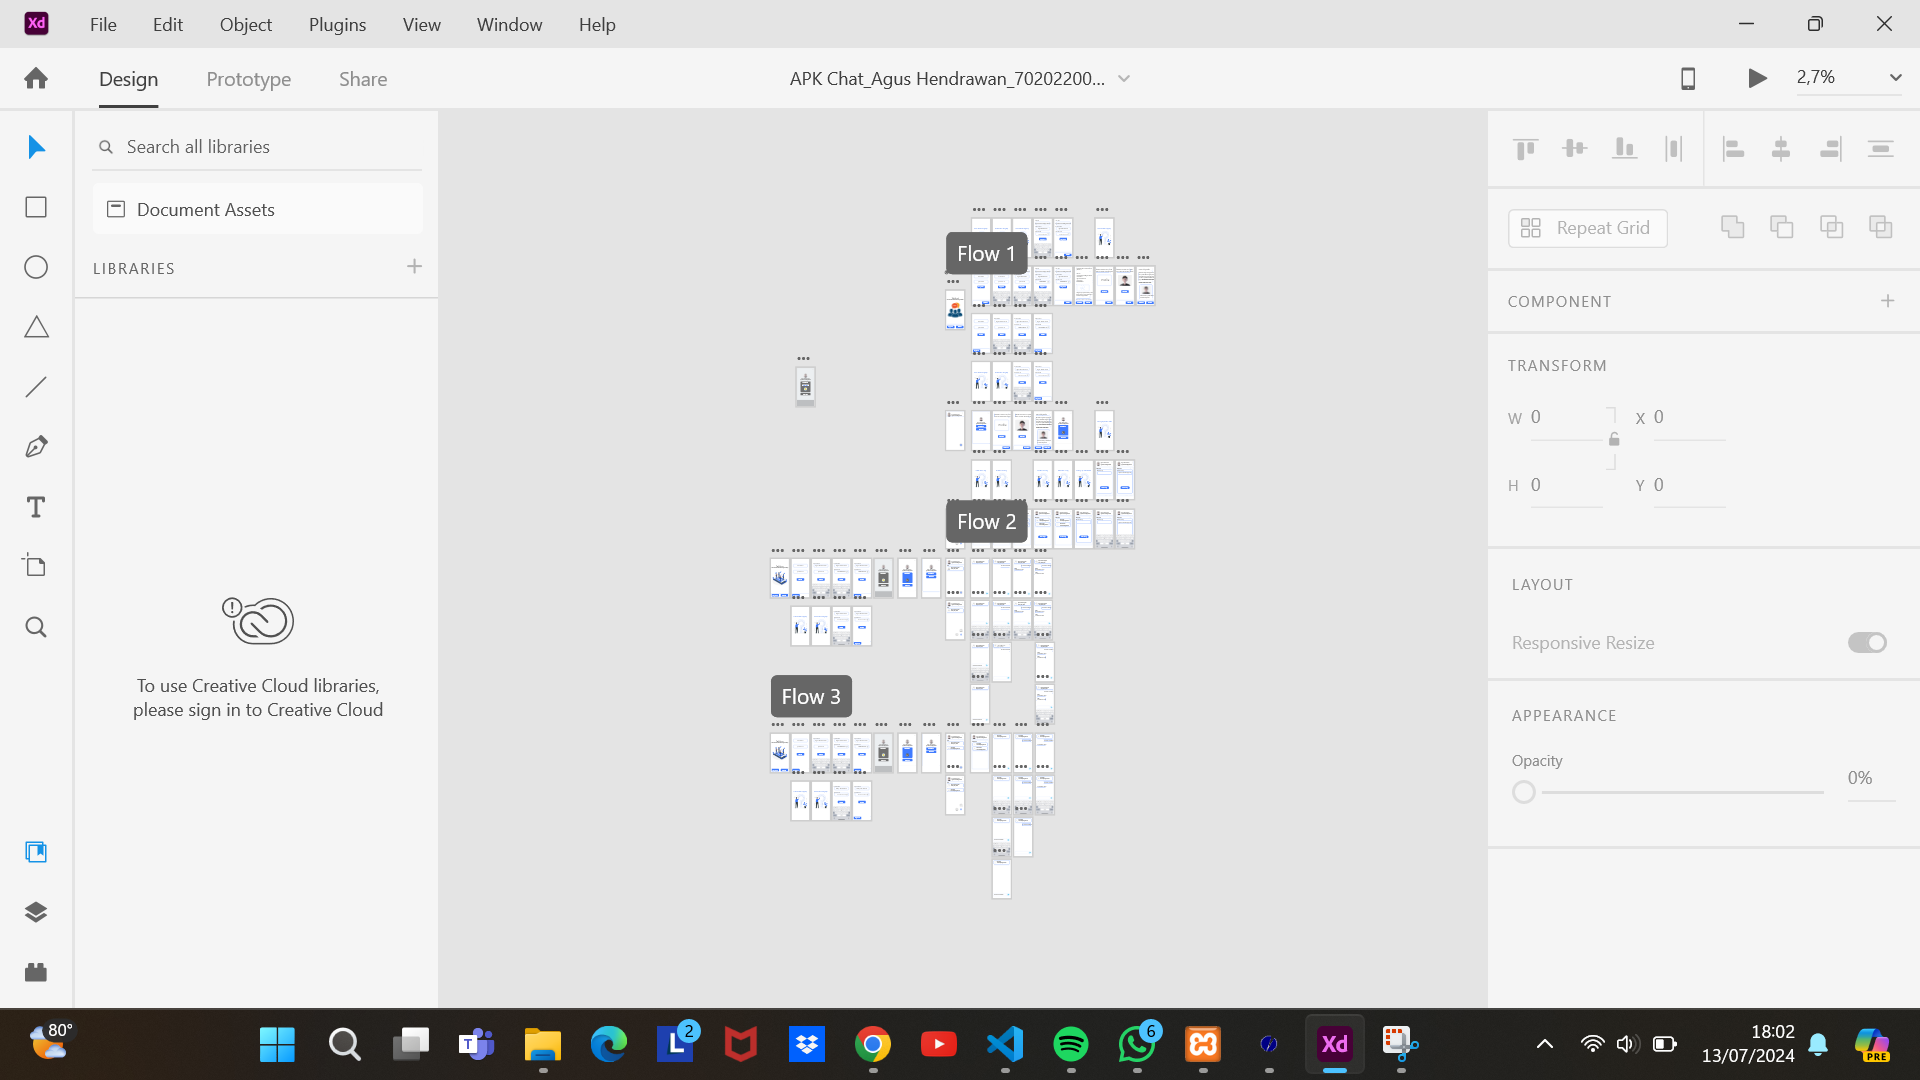 Xd File Edit Object Plugins View Window Help
Design Prototype Share APK Chat_Agus Hendrawan_70202200... 2,7%
Search all libraries
Document Assets
LIBRARIES
To use Creative Cloud libraries,
please sign in to Creative Cloud
Flow 1
Flow 2
Flow 3
Repeat Grid
COMPONENT
TRANSFORM
W 0 X 0
H 0 Y 0
LAYOUT
Responsive Resize
APPEARANCE
Opacity
0%
80°
T
L 2
6
Xd
18:02
13/07/2024
PRE